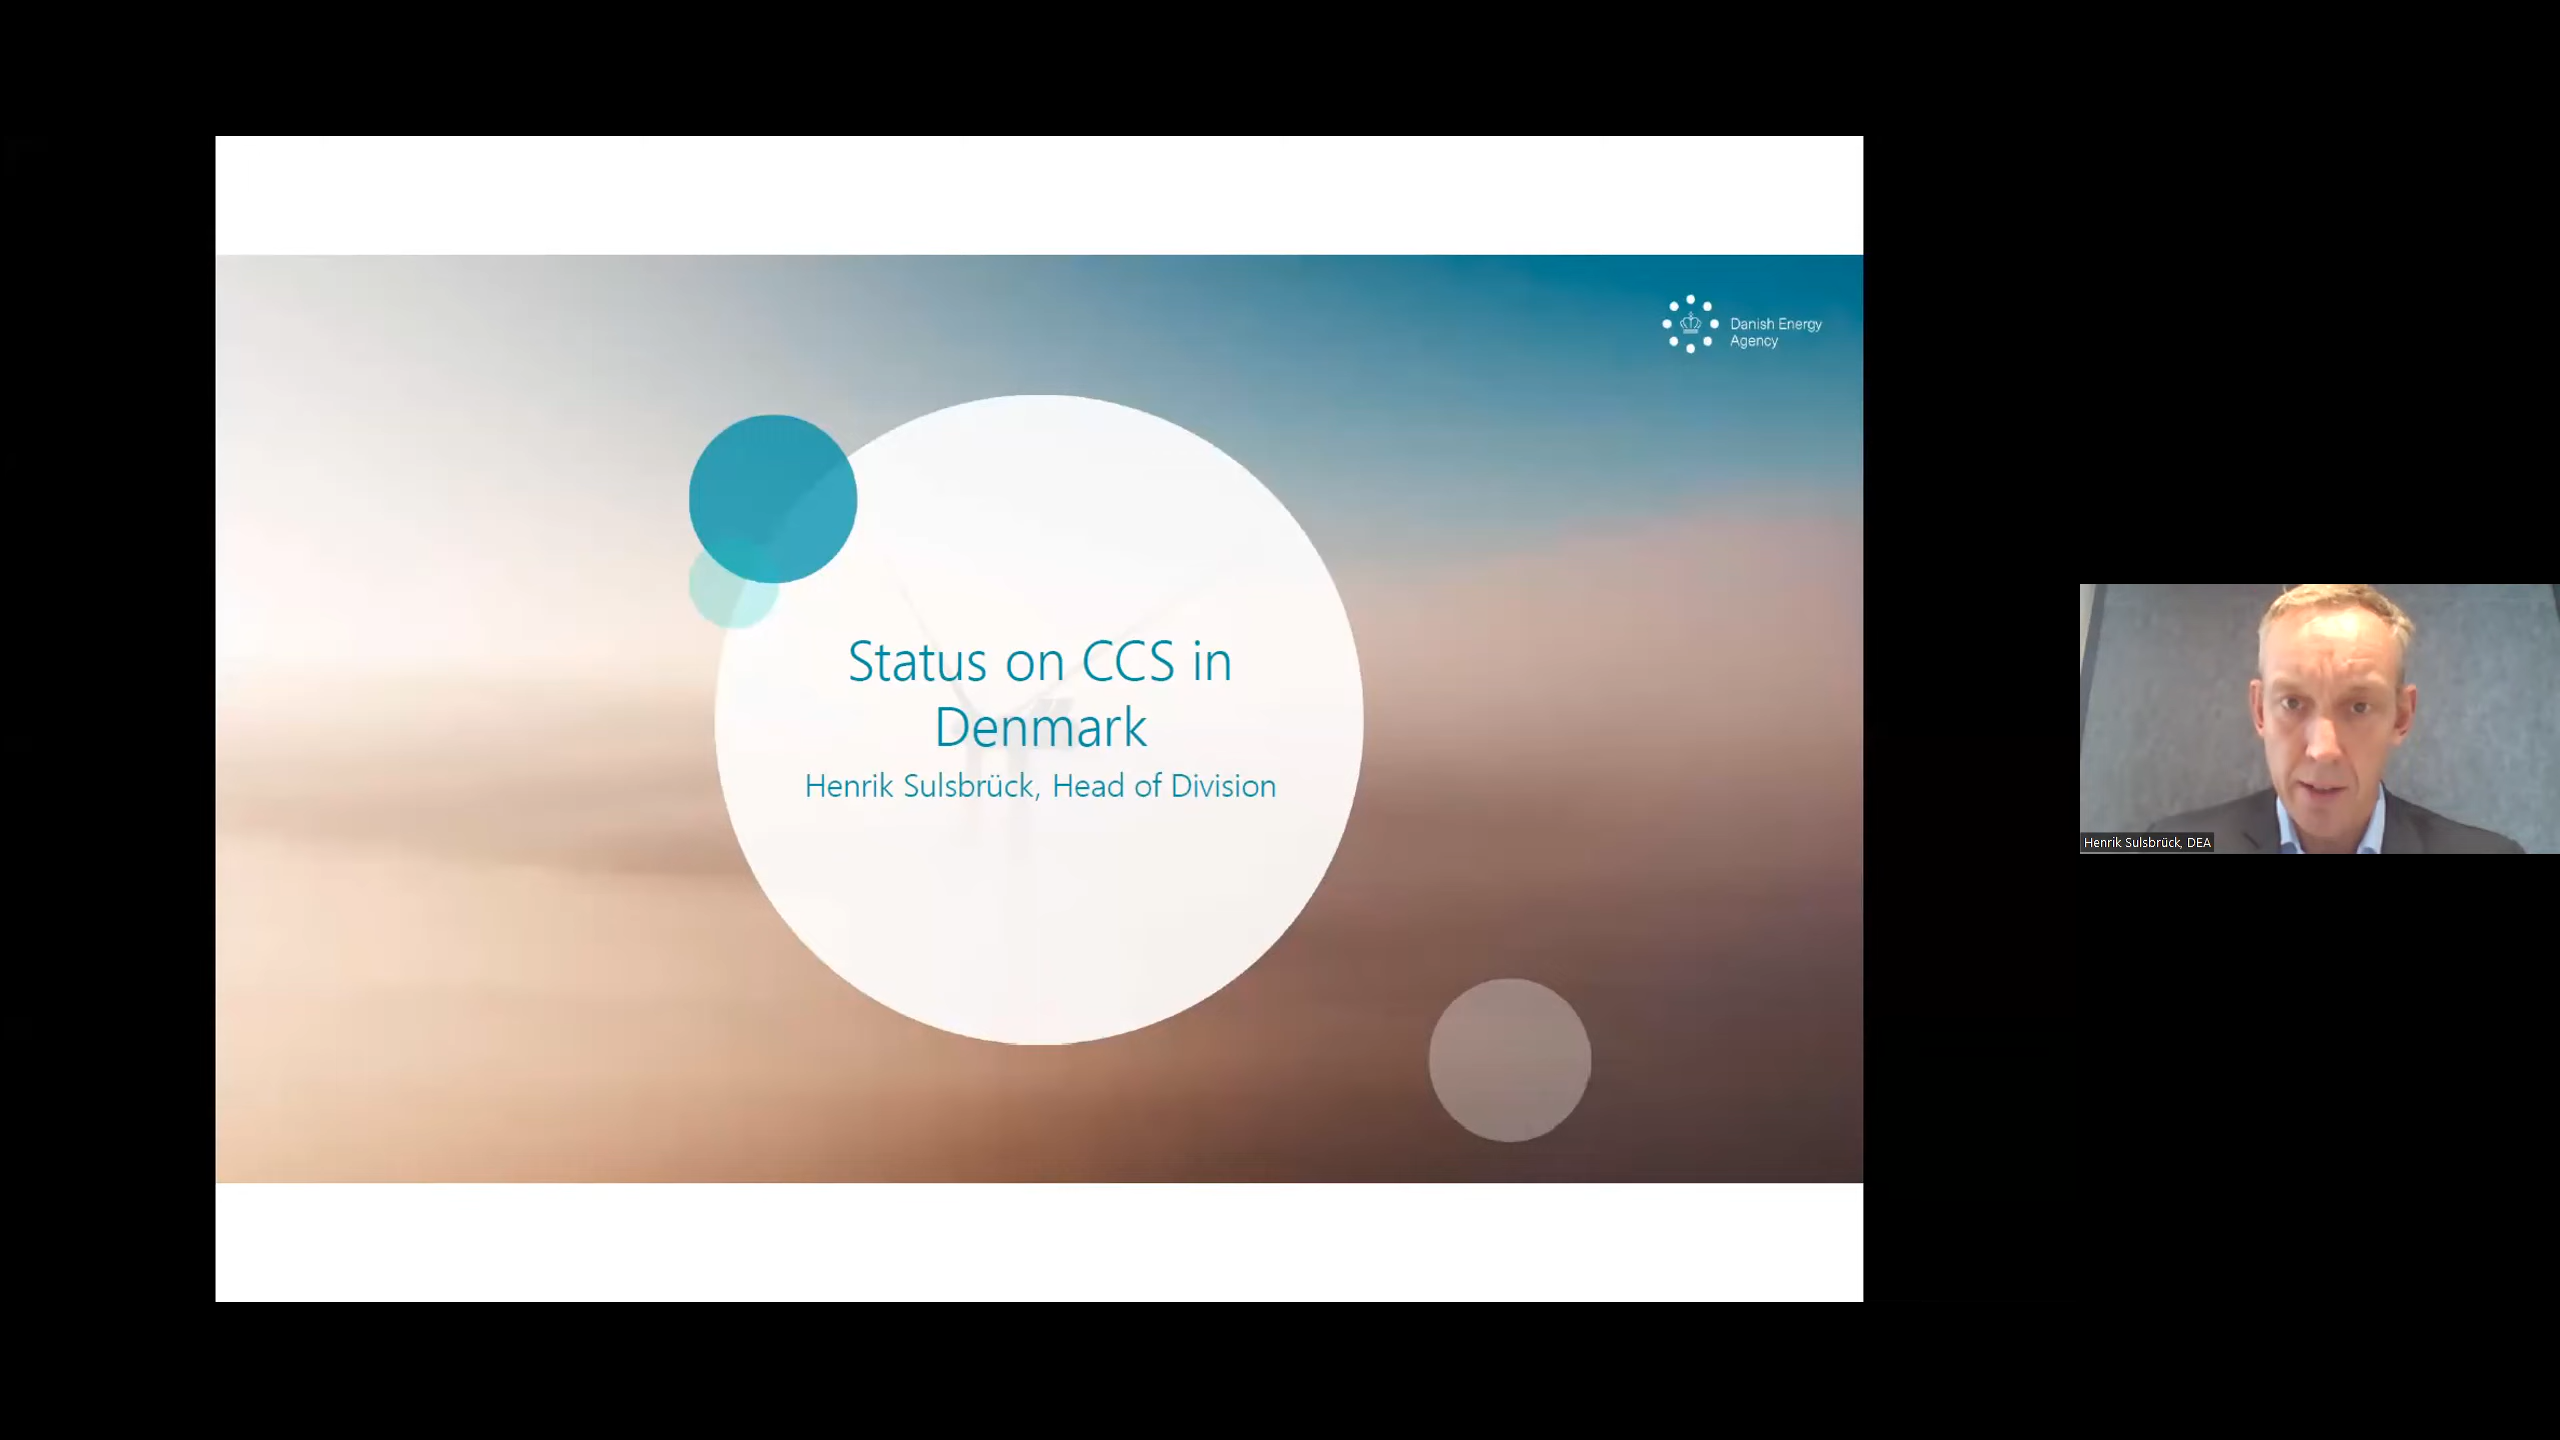 Danish Energy
Agency
Status on CCS in
Denmark
Henrik Sulsbrück, Head of Division
Henrik Sulsbrück, DEA